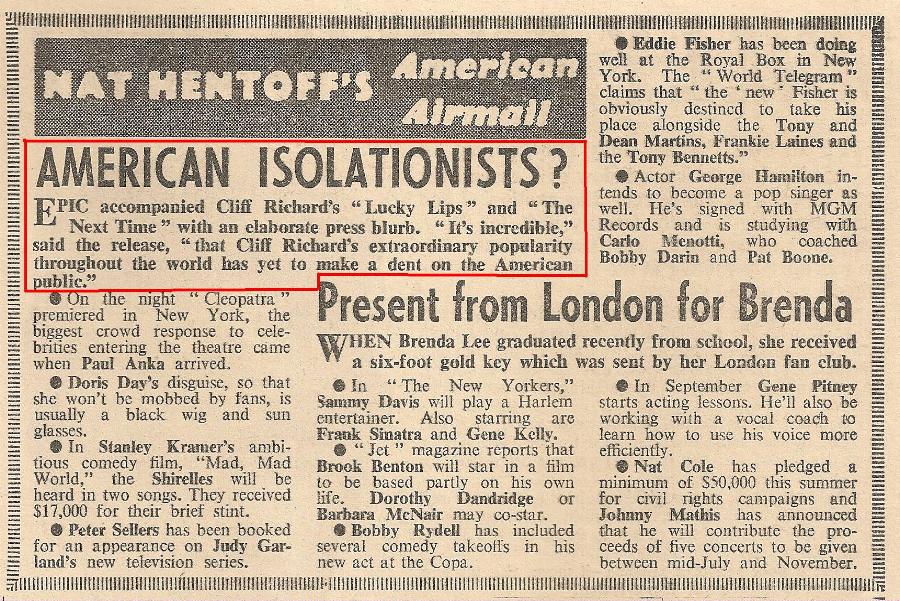 NAT HENTOFF'S American
Airmail
AMERICAN ISOLATIONISTS?
EPIC accompanied Cliff Richard's "Lucky Lips" and "The
Next Time" with an elaborate press blurb. "It's incredible,"
said the release, "that Cliff Richard's extraordinary popularity
throughout the world has yet to make a dent on the American
public."
● On the night "Cleopatra"
premiered in New York, the
biggest crowd response to cele-
brities entering the theatre came
when Paul Anka arrived.
● Doris Day's disguise, so that
she won't be mobbed by fans, is
usually a black wig and sun
glasses.
● In Stanley Kramer's ambi-
tious comedy film, "Mad, Mad
World," the Shirelles will be
heard in two songs. They received
$17,000 for their brief stint.
● Peter Sellers has been booked
for an appearance on Judy Gar-
land's new television series.
● Eddie Fisher has been doing
well at the Royal Box in New
York. The "World Telegram"
claims that "the 'new' Fisher is
obviously destined to take his
place alongside the Tony and
Dean Martins, Frankie Laines and
the Tony Bennetts."
● Actor George Hamilton in-
tends to become a pop singer as
well. He's signed with MGM
Records and is studying with
Carlo Menotti, who coached
Bobby Darin and Pat Boone.
Present from London for Brenda
WHEN Brenda Lee graduated recently from school, she received
a six-foot gold key which was sent by her London fan club.
● In "The New Yorkers,"
Sammy Davis will play a Harlem
entertainer. Also starring are
Frank Sinatra and Gene Kelly.
● "Jet" magazine reports that
Brook Benton will star in a film
to be based partly on his own
life. Dorothy Dandridge or
Barbara McNair may co-star.
● Bobby Rydell has included
several comedy takeoffs in his
new act at the Copa.
● In September Gene Pitney
starts acting lessons. He'll also be
working with a vocal coach to
learn how to use his voice more
efficiently.
● Nat Cole has pledged a
minimum of $50,000 this summer
for civil rights campaigns and
Johnny Mathis has announced
that he will contribute the pro-
ceeds of five concerts to be given
between mid-July and November.